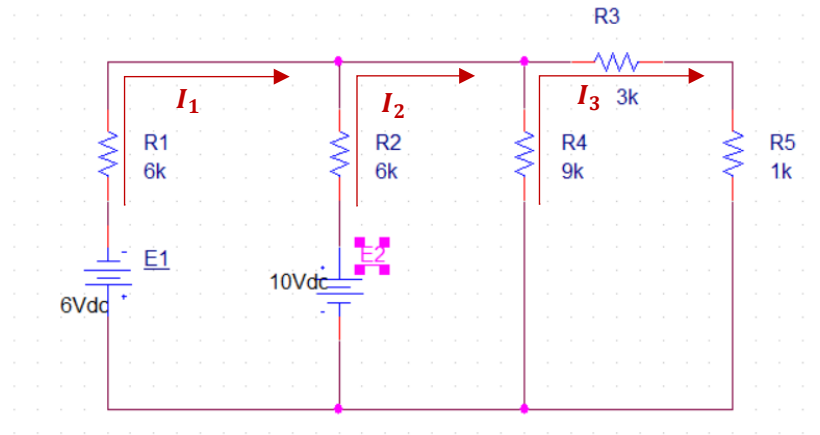 R3
3k
I₁
I₂
I₃
R1
6k
R2
6k
R4
9k
R5
1k
-
E1
+
6Vdc
E2
+
10Vdc
-